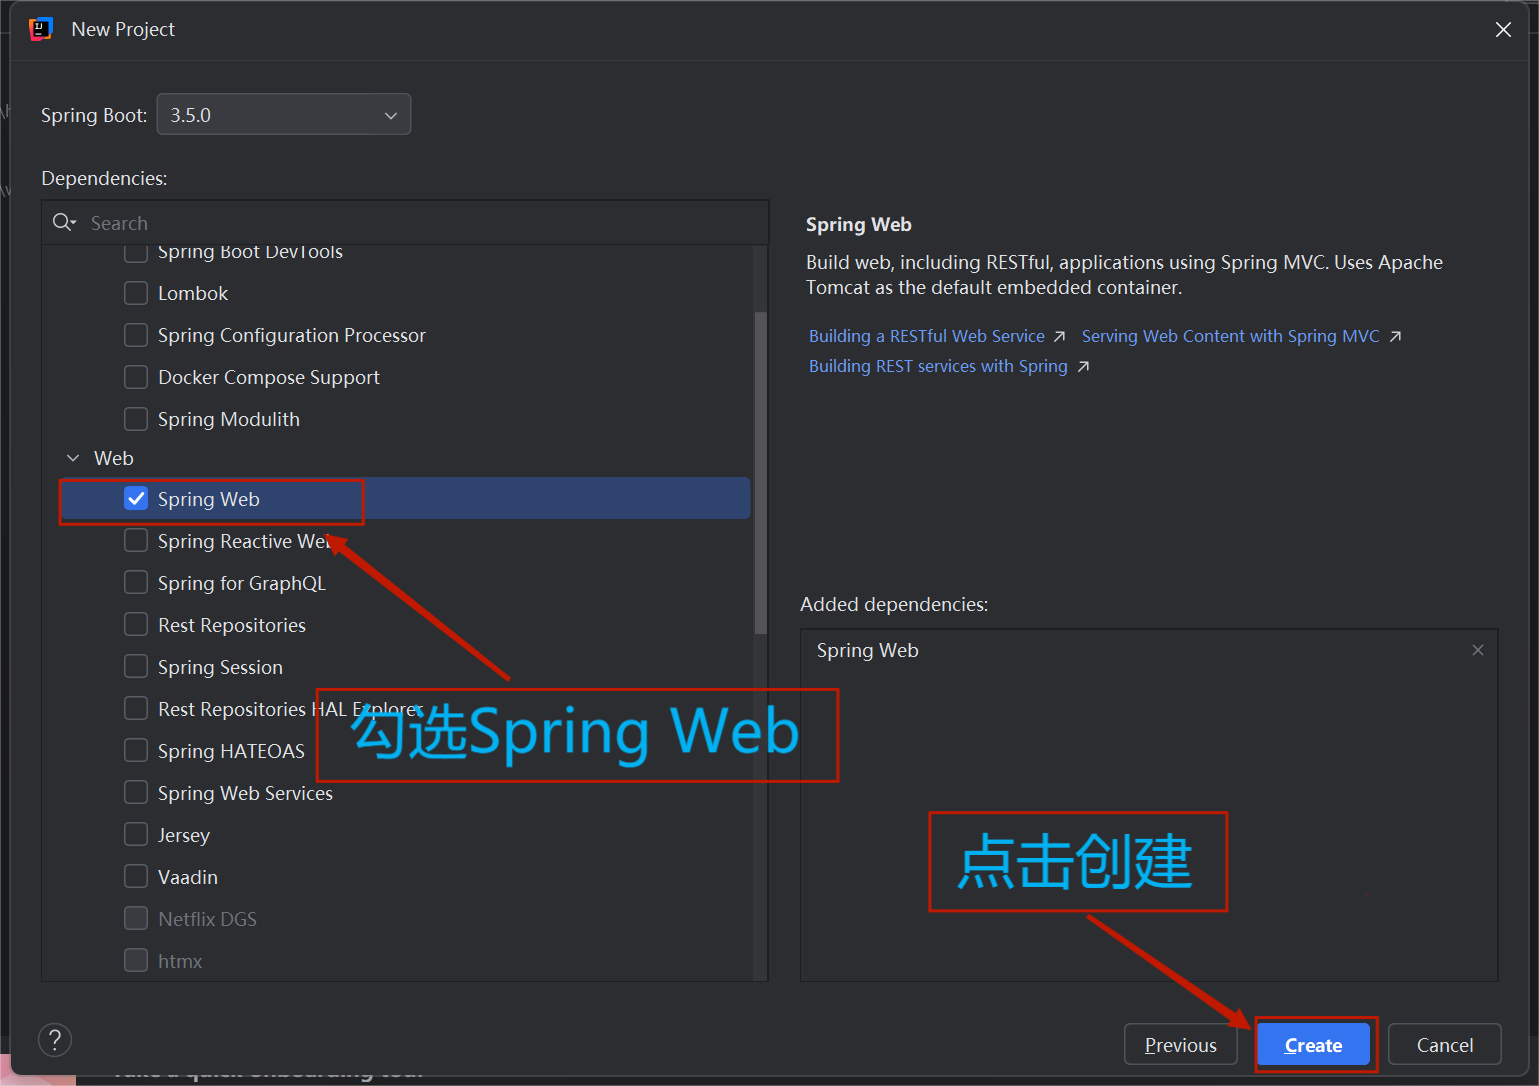 New Project
Spring Boot: 3.5.0
Dependencies:
Search
Spring Boot DevTools
Lombok
Spring Configuration Processor
Docker Compose Support
Spring Modulith
Web
Spring Web
Spring Reactive Web
Spring for GraphQL
Rest Repositories
Spring Session
Rest Repositories HAL Explorer
勾选Spring Web
Spring HATEOAS
Spring Web Services
Jersey
Vaadin
Netflix DGS
htmx
Spring Web
Build web, including RESTful, applications using Spring MVC. Uses Apache
Tomcat as the default embedded container.
Building a RESTful Web Service Serving Web Content with Spring MVC
Building REST services with Spring
Added dependencies:
Spring Web
点击创建
?
Previous
Create
Cancel
Take a quick onboarding tour